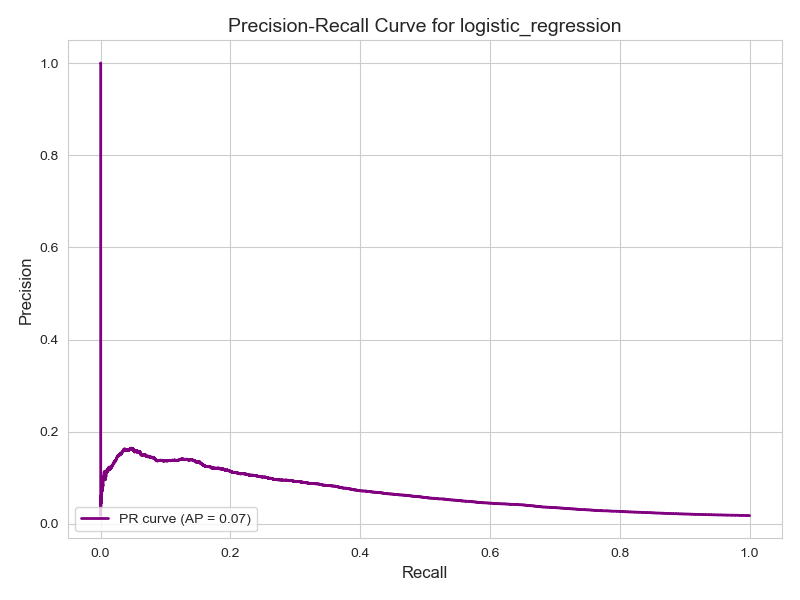 Precision-Recall Curve for logistic_regression
1.0
0.8
0.6
0.4
0.2
0.0
Precision
PR curve (AP = 0.07)
0.0 0.2 0.4 0.6 0.8 1.0
Recall